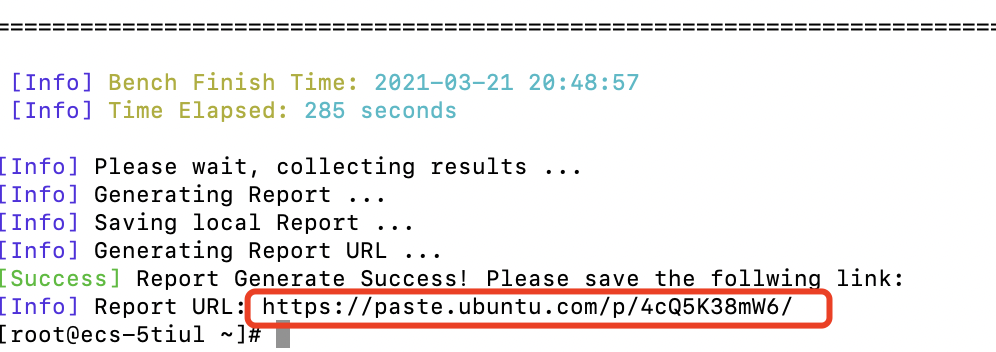 ================================================================================
[Info] Bench Finish Time: 2021-03-21 20:48:57
[Info] Time Elapsed: 285 seconds
[Info] Please wait, collecting results ...
[Info] Generating Report ...
[Info] Saving local Report ...
[Info] Generating Report URL ...
[Success] Report Generate Success! Please save the follwing link:
[Info] Report URL: https://paste.ubuntu.com/p/4cQ5K38mW6/
[root@ecs-5tiul ~]#